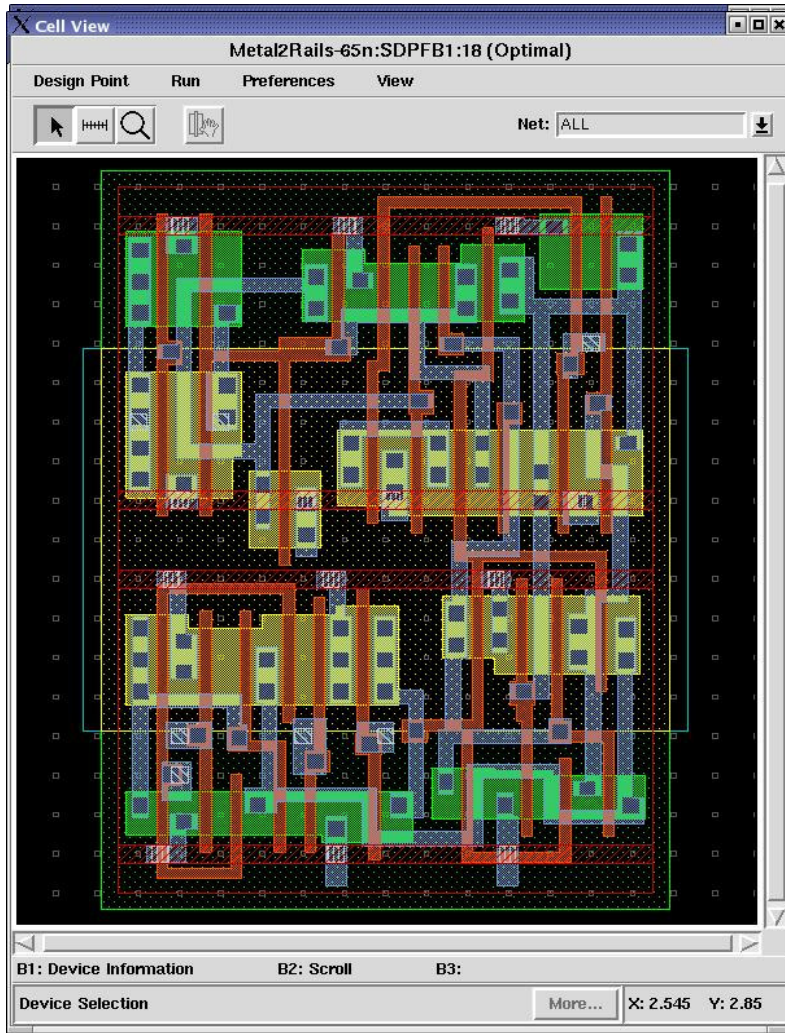 Cell View
Metal2Rails-65n:SDPFB1:18 (Optimal)
Design Point Run Preferences View
Net: ALL
B1: Device Information B2: Scroll B3:
Device Selection More... X: 2.545 Y: 2.85